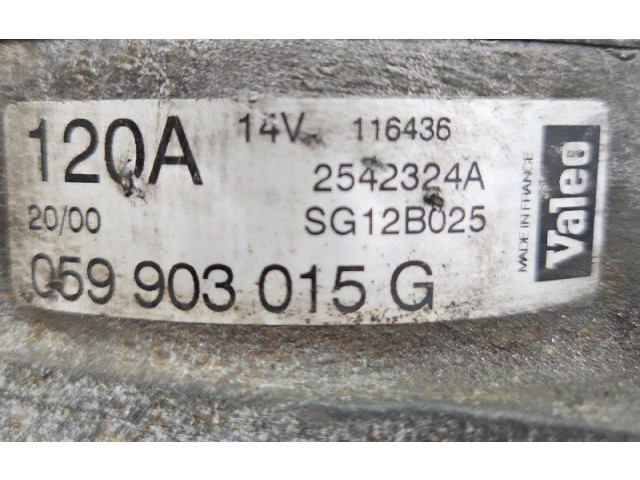 120A 14V 116436
2542324A
20/00 SG12B025
059 903 015 G
MADE IN FRANCE
Valeo